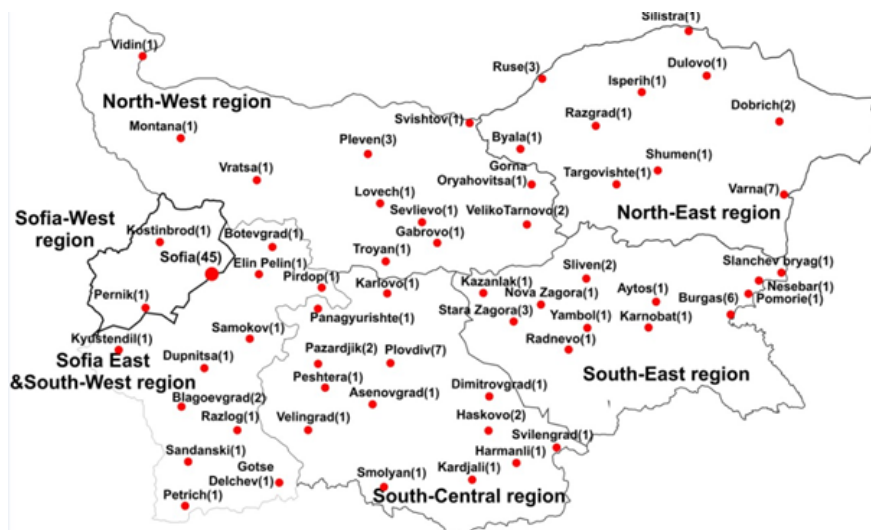 Silistra(1)
Vidin(1)
Dulovo(1)
Ruse(3)
Isperih(1)
North-West region
Dobrich(2)
Svishtov(1)
Razgrad(1)
Montana(1)
Pleven(3)
Byala(1)
Shumen(1)
Vratsa(1)
Gorna
Oryahovitsa(1)
Targovishte(1)
Lovech(1)
Varna(7)
Sofia-West
region
Sevlievo(1)
VelikoTarnovo(2)
North-East region
Kostinbrod(1)
Botevgrad(1)
Gabrovo(1)
Sofia(45)
Troyan(1)
Elin Pelin(1)
Slanchev bryag(1)
Pirdop(1)
Karlovo(1)
Kazanlak(1)
Sliven(2)
Nesebar(1)
Pernik(1)
Nova Zagora(1)
Aytos(1)
Burgas(6)
Pomorie(1)
Panagyurishte(1)
Stara Zagora(3)
Yambol(1)
Karnobat(1)
Kyustendil(1)
Samokov(1)
Radnevo(1)
Sofia East
&South-West region
Dupnitsa(1)
Pazardjik(2)
Plovdiv(7)
South-East region
Peshtera(1)
Dimitrovgrad(1)
Blagoevgrad(2)
Asenovgrad(1)
Razlog(1)
Velingrad(1)
Haskovo(2)
Svilengrad(1)
Sandanski(1)
Harmanli(1)
Gotse
Delchev(1)
Smolyan(1)
Kardjali(1)
Petrich(1)
South-Central region